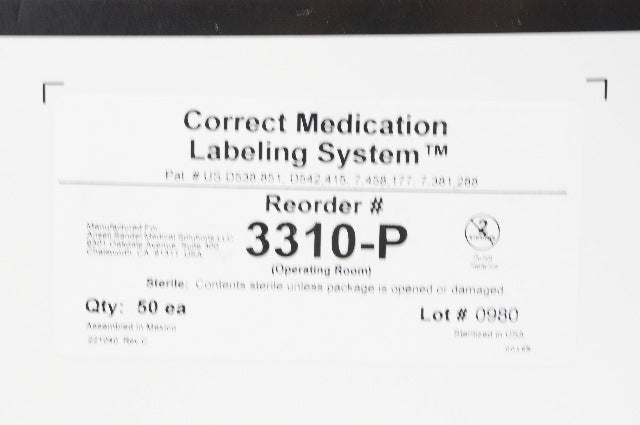 Correct Medication
Labeling System™
Pat. # US D538,851, D542,415, 7,458,177, 7,381,288
Reorder #
Manufactured For
3310-P
(Operating Room)
Sterile: Contents sterile unless package is opened or damaged
Qty: 50 ea
Lot # 0980
Assembled in Mexico
Sterilized in USA
Rev C